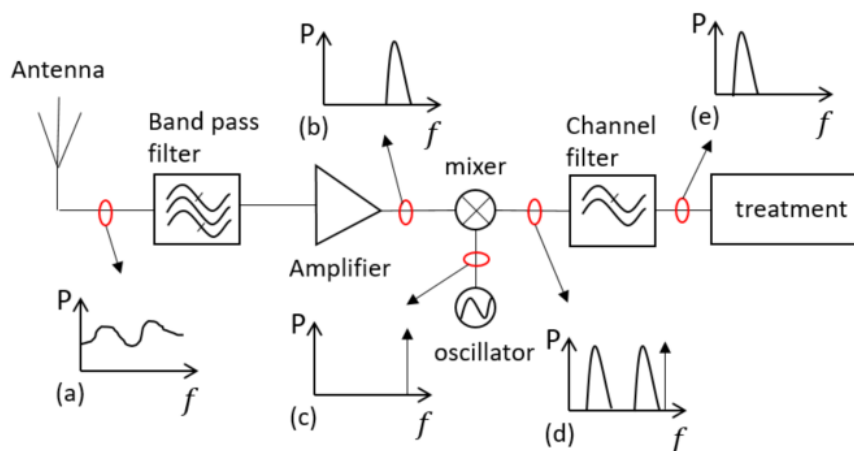 Antenna
Band pass
filter
P
(b)
f
mixer
Channel
filter
P
(e)
f
treatment
Amplifier
oscillator
P
(a)
f
(c)
f
P
(d)
f